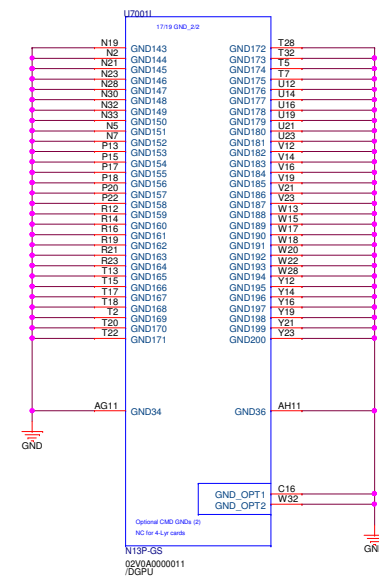 U7001I
17/19 GND_2/2
N19 GND143 GND172 T28
N2 GND144 GND173 T32
N21 GND145 GND174 T5
N23 GND146 GND175 T7
N28 GND147 GND176 U12
N30 GND148 GND177 U14
N32 GND149 GND178 U16
N33 GND150 GND179 U19
N5 GND151 GND180 U21
N7 GND152 GND181 U23
P13 GND153 GND182 V12
P15 GND154 GND183 V14
P17 GND155 GND184 V16
P18 GND156 GND185 V19
P20 GND157 GND186 V21
P22 GND158 GND187 V23
R12 GND159 GND188 W13
R14 GND160 GND189 W15
R16 GND161 GND190 W17
R19 GND162 GND191 W18
R21 GND163 GND192 W20
R23 GND164 GND193 W22
T13 GND165 GND194 W28
T15 GND166 GND195 Y12
T17 GND167 GND196 Y14
T18 GND168 GND197 Y16
T2 GND169 GND198 Y19
T20 GND170 GND199 Y21
T22 GND171 GND200 Y23
AG11 GND34 GND36 AH11
GND
GND_OPT1 C16
GND_OPT2 W32
Optional CMD GNDs (2)
NC for 4-Lyr cards
GND
N13P-GS
02V0A0000011
/DGPU